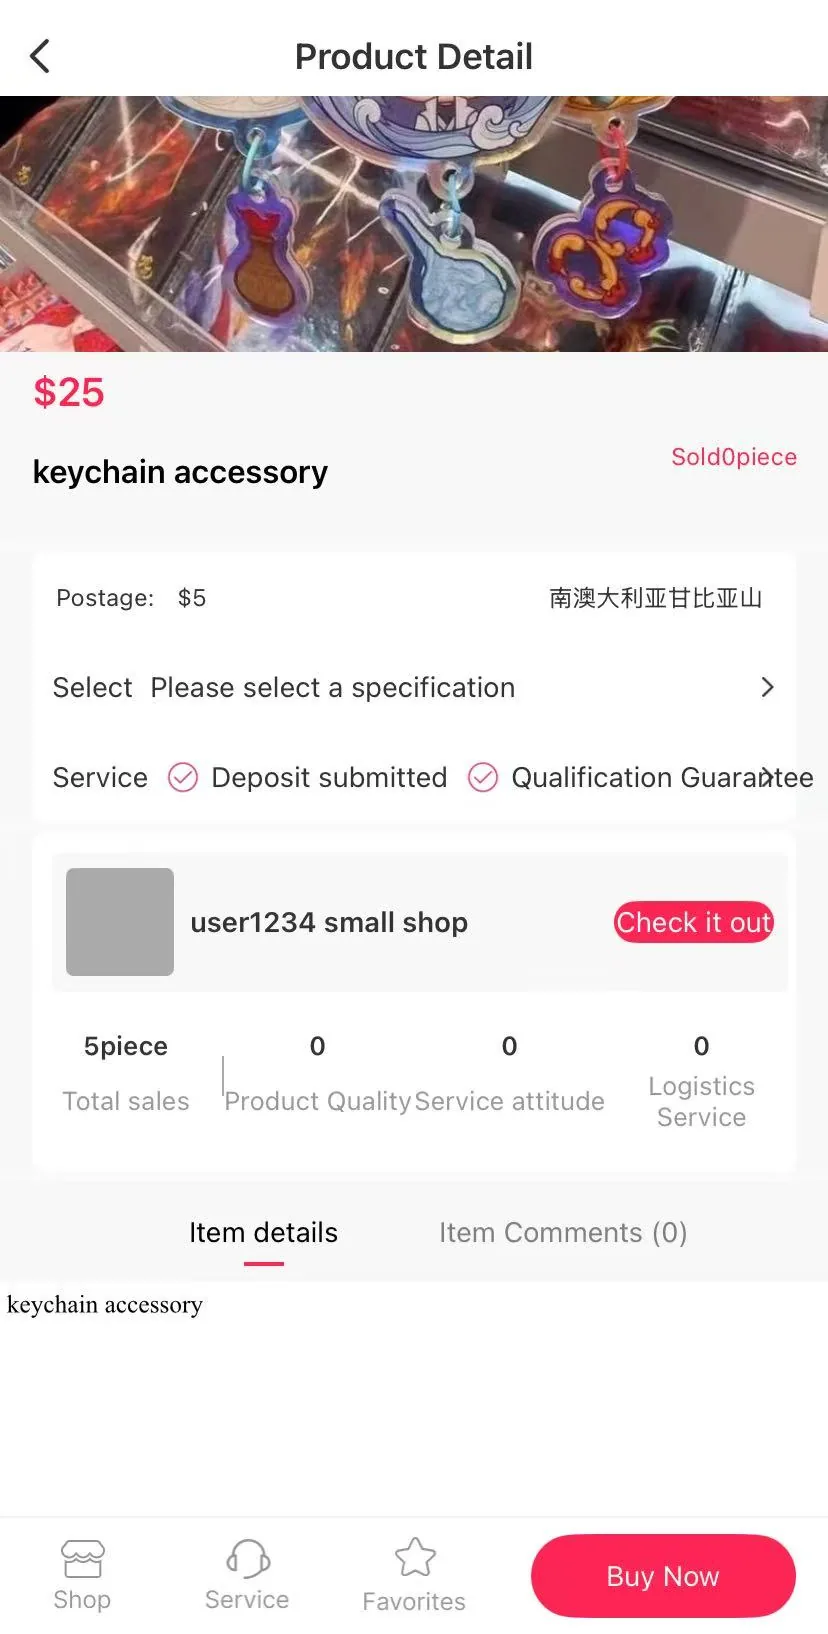 Product Detail
$25
keychain accessory
Sold0piece
Postage: $5
南澳大利亚甘比亚山
Select Please select a specification
Service Deposit submitted Qualification Guarantee
user1234 small shop
Check it out
5piece 0 0 0
Total sales Product Quality Service attitude Logistics
Service
Item details Item Comments (0)
keychain accessory
Shop Service Favorites
Buy Now